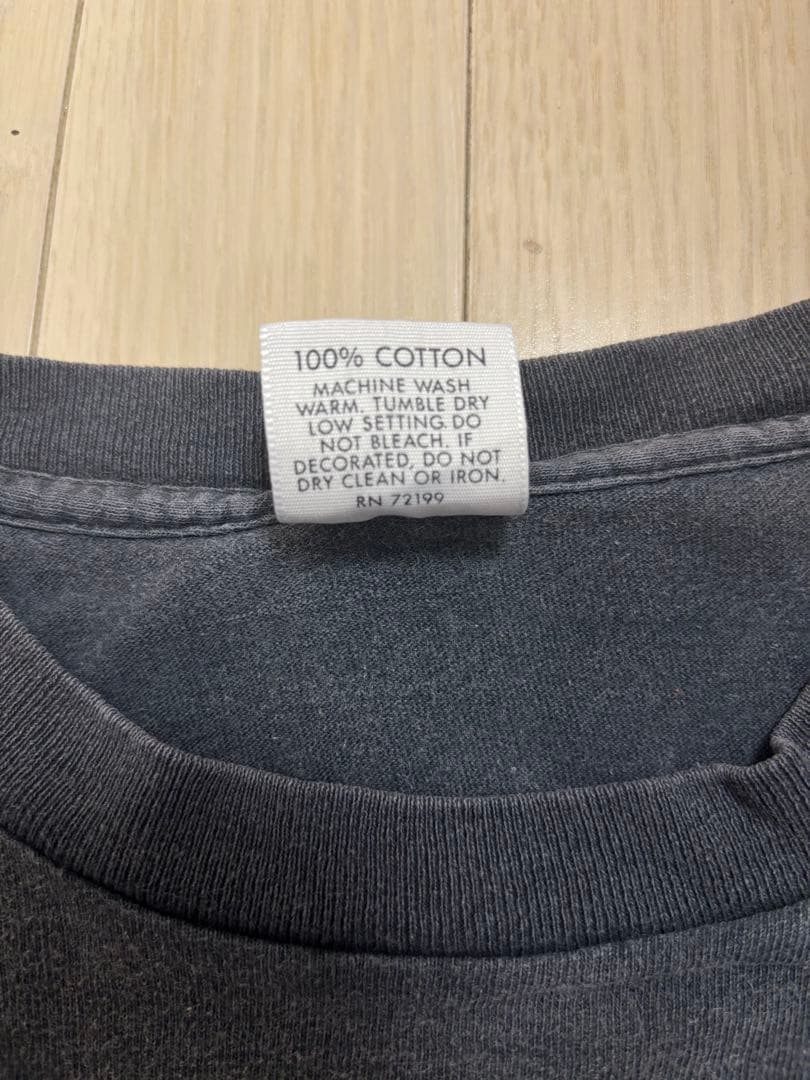 100% COTTON
MACHINE WASH
WARM. TUMBLE DRY
LOW SETTING. DO
NOT BLEACH. IF
DECORATED, DO NOT
DRY CLEAN OR IRON.
RN 72199